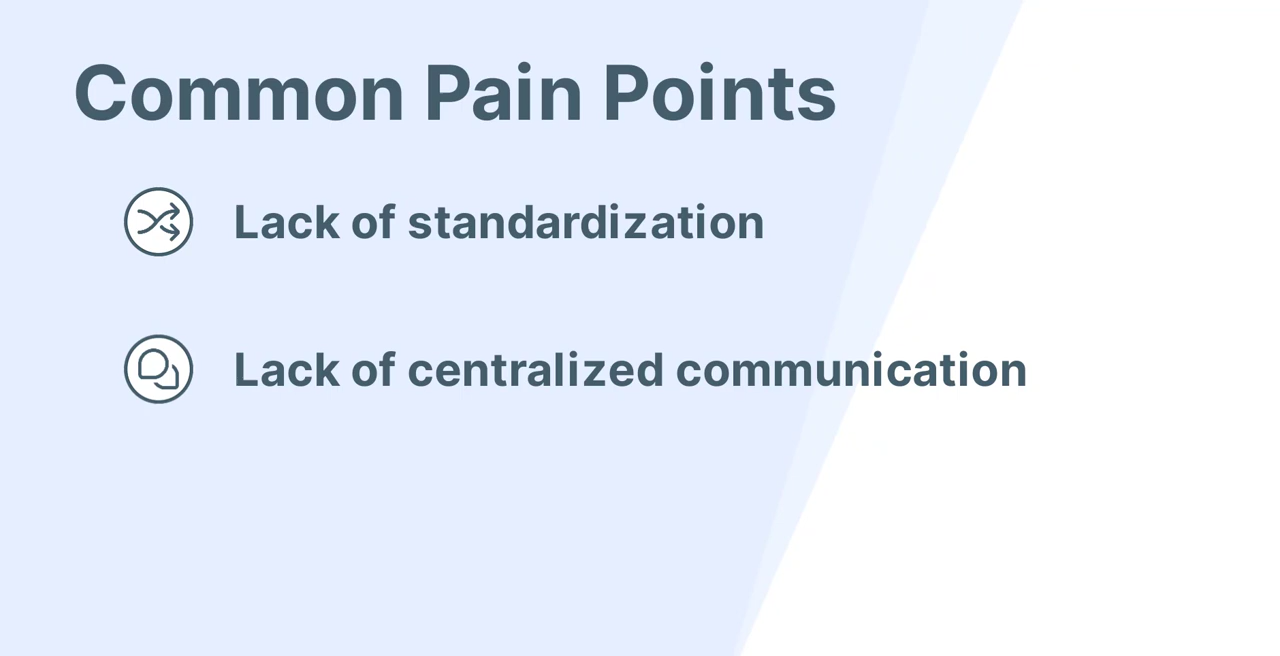 Common Pain Points
Lack of standardization
Lack of centralized communication